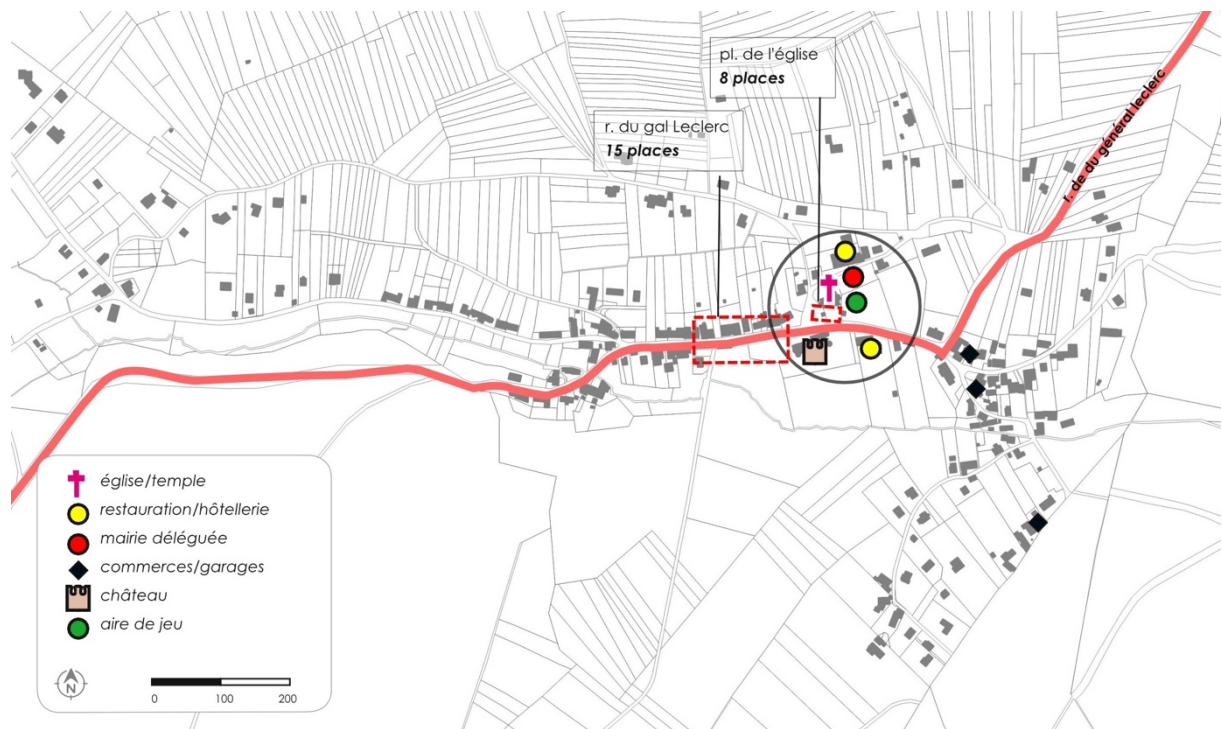 pl. de l'église
8 places
r. du gal Leclerc
15 places
r. de du général leclerc
église/temple
restauration/hôtellerie
mairie déléguée
commerces/garages
château
aire de jeu
N
0 100 200